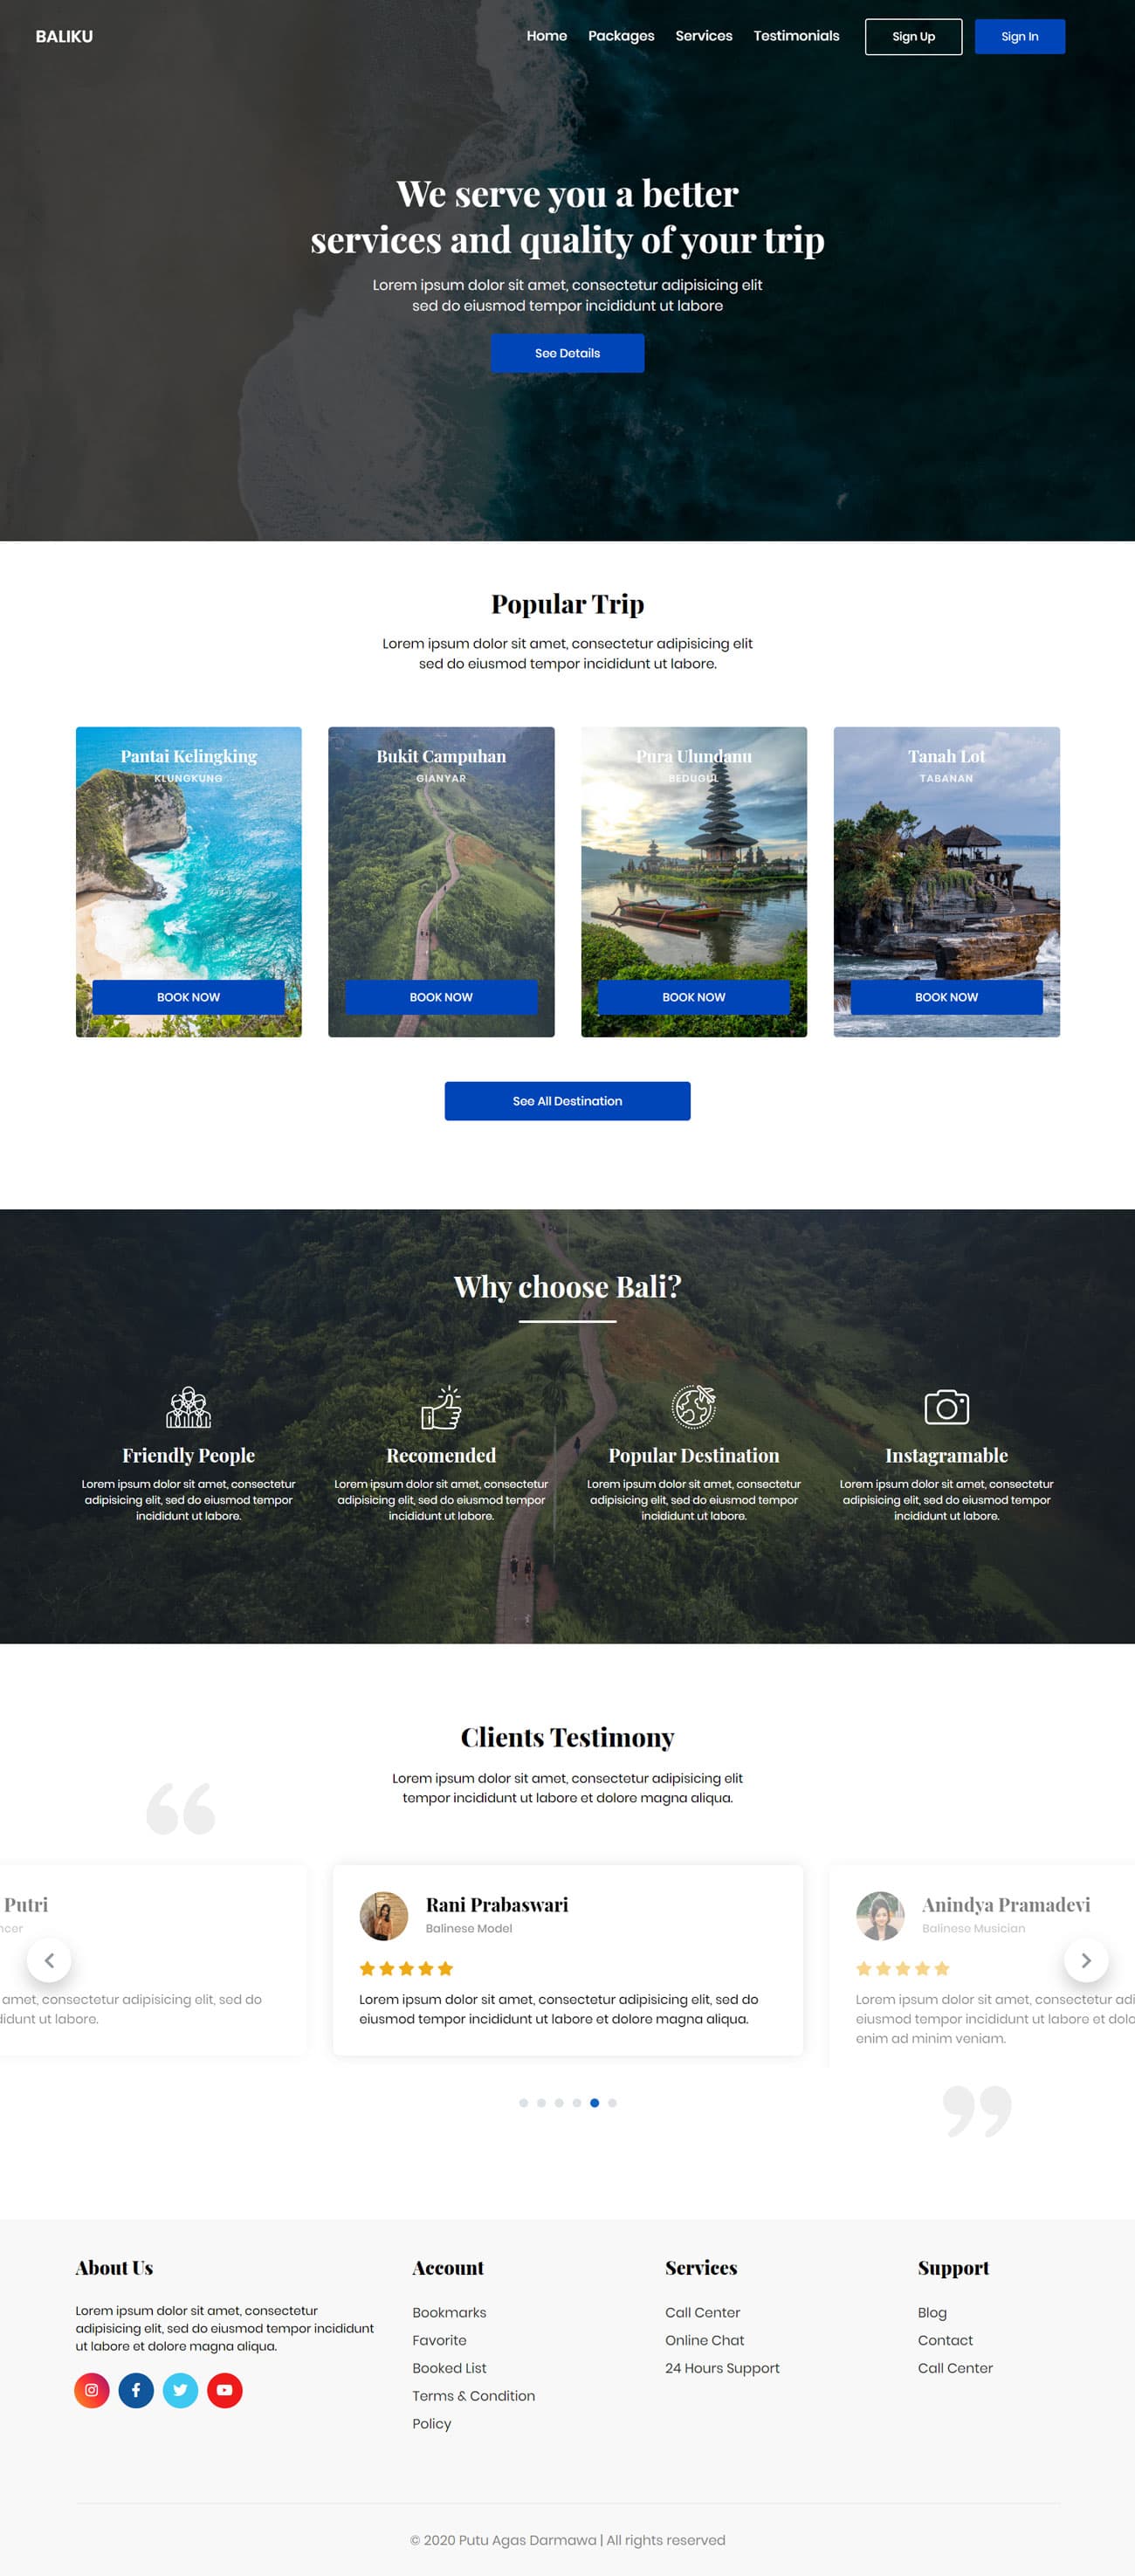 BALIKU
Home Packages Services Testimonials Sign Up Sign In
We serve you a better
services and quality of your trip
Lorem ipsum dolor sit amet, consectetur adipisicing elit
sed do eiusmod tempor incididunt ut labore
See Details
Popular Trip
Lorem ipsum dolor sit amet, consectetur adipisicing elit
sed do eiusmod tempor incididunt ut labore.
Pantai Kelingking
KLUNGKUNG
BOOK NOW
Bukit Campuhan
GIANYAR
BOOK NOW
Pura Ulundanu
BEDUGUL
BOOK NOW
Tanah Lot
TABANAN
BOOK NOW
See All Destination
Why choose Bali?
Friendly People
Lorem ipsum dolor sit amet, consectetur
adipisicing elit, sed do eiusmod tempor
incididunt ut labore.
Recomended
Lorem ipsum dolor sit amet, consectetur
adipisicing elit, sed do eiusmod tempor
incididunt ut labore.
Popular Destination
Lorem ipsum dolor sit amet, consectetur
adipisicing elit, sed do eiusmod tempor
incididunt ut labore.
Instagramable
Lorem ipsum dolor sit amet, consectetur
adipisicing elit, sed do eiusmod tempor
incididunt ut labore.
Clients Testimony
Lorem ipsum dolor sit amet, consectetur adipisicing elit
tempor incididunt ut labore et dolore magna aliqua.
Putri
ncer
amet, consectetur adipisicing elit, sed do
didunt ut labore.
Rani Prabaswari
Balinese Model
Lorem ipsum dolor sit amet, consectetur adipisicing elit, sed do
eiusmod tempor incididunt ut labore et dolore magna aliqua.
Anindya Pramadevi
Balinese Musician
Lorem ipsum dolor sit amet, consectetur adi
eiusmod tempor incididunt ut labore et dolo
enim ad minim veniam.
About Us
Lorem ipsum dolor sit amet, consectetur
adipisicing elit, sed do eiusmod tempor incididunt
ut labore et dolore magna aliqua.
Account
Bookmarks
Favorite
Booked List
Terms & Condition
Policy
Services
Call Center
Online Chat
24 Hours Support
Support
Blog
Contact
Call Center
© 2020 Putu Agas Darmawa | All rights reserved